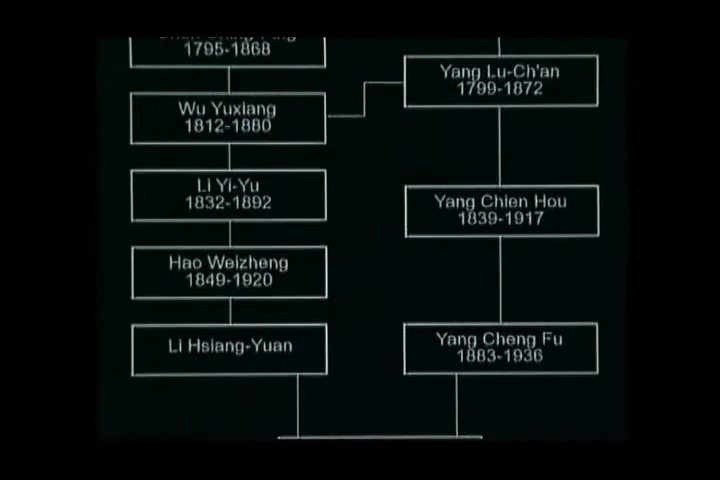 1795-1868
Wu Yuxiang
1812-1880
Li Yi-Yu
1832-1892
Hao Weizheng
1849-1920
Li Hsiang-Yuan
Yang Lu-Ch'an
1799-1872
Yang Chien Hou
1839-1917
Yang Cheng Fu
1883-1936